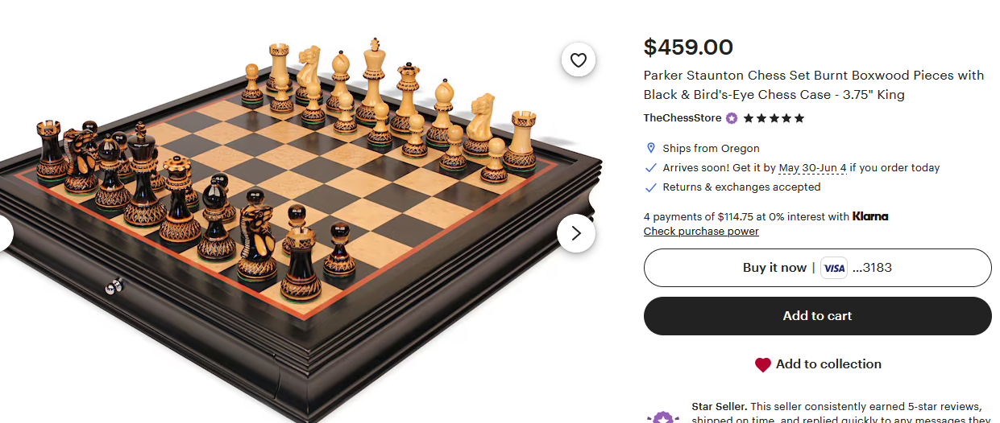 $459.00
Parker Staunton Chess Set Burnt Boxwood Pieces with
Black & Bird's-Eye Chess Case - 3.75" King
TheChessStore
Ships from Oregon
Arrives soon! Get it by May 30-Jun 4 if you order today
Returns & exchanges accepted
4 payments of $114.75 at 0% interest with Klarna
Check purchase power
Buy it now | VISA ...3183
Add to cart
Add to collection
Star Seller. This seller consistently earned 5-star reviews,
shipped on time, and replied quickly to any messages they